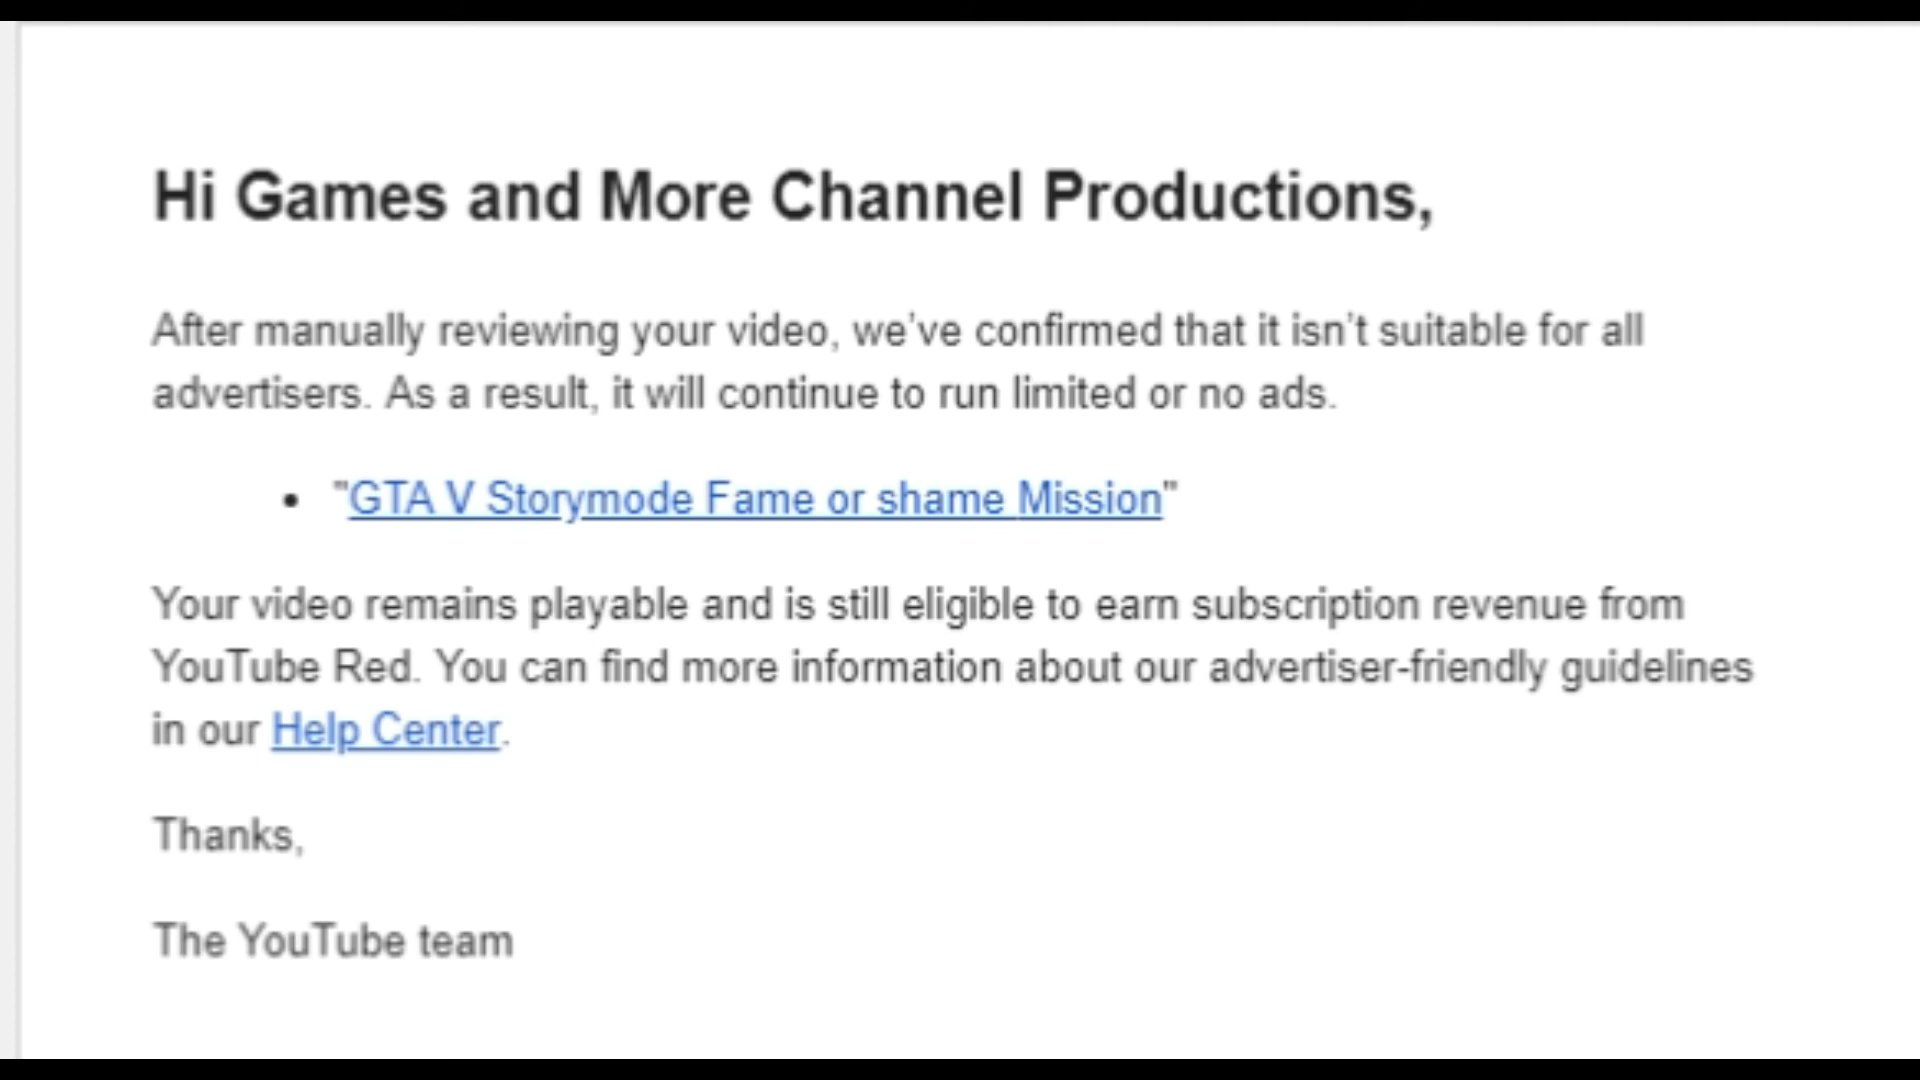 Hi Games and More Channel Productions,
After manually reviewing your video, we've confirmed that it isn't suitable for all
advertisers. As a result, it will continue to run limited or no ads.
• "GTA V Storymode Fame or shame Mission"
Your video remains playable and is still eligible to earn subscription revenue from
YouTube Red. You can find more information about our advertiser-friendly guidelines
in our Help Center.
Thanks,
The YouTube team